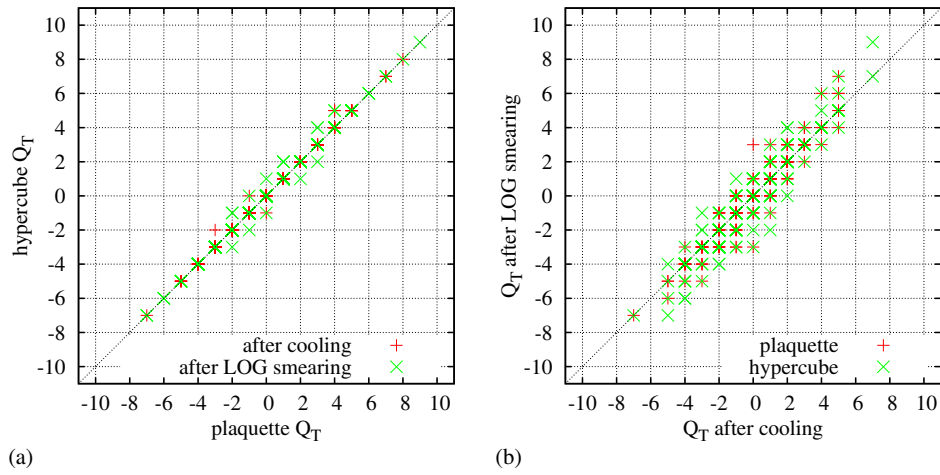 10
8
6
4
2
0
-2
-4
-6
-8
-10
hypercube Q_T
after cooling
after LOG smearing
-10 -8 -6 -4 -2 0 2 4 6 8 10
plaquette Q_T
(a)
10
8
6
4
2
0
-2
-4
-6
-8
-10
Q_T after LOG smearing
plaquette
hypercube
-10 -8 -6 -4 -2 0 2 4 6 8 10
Q_T after cooling
(b)